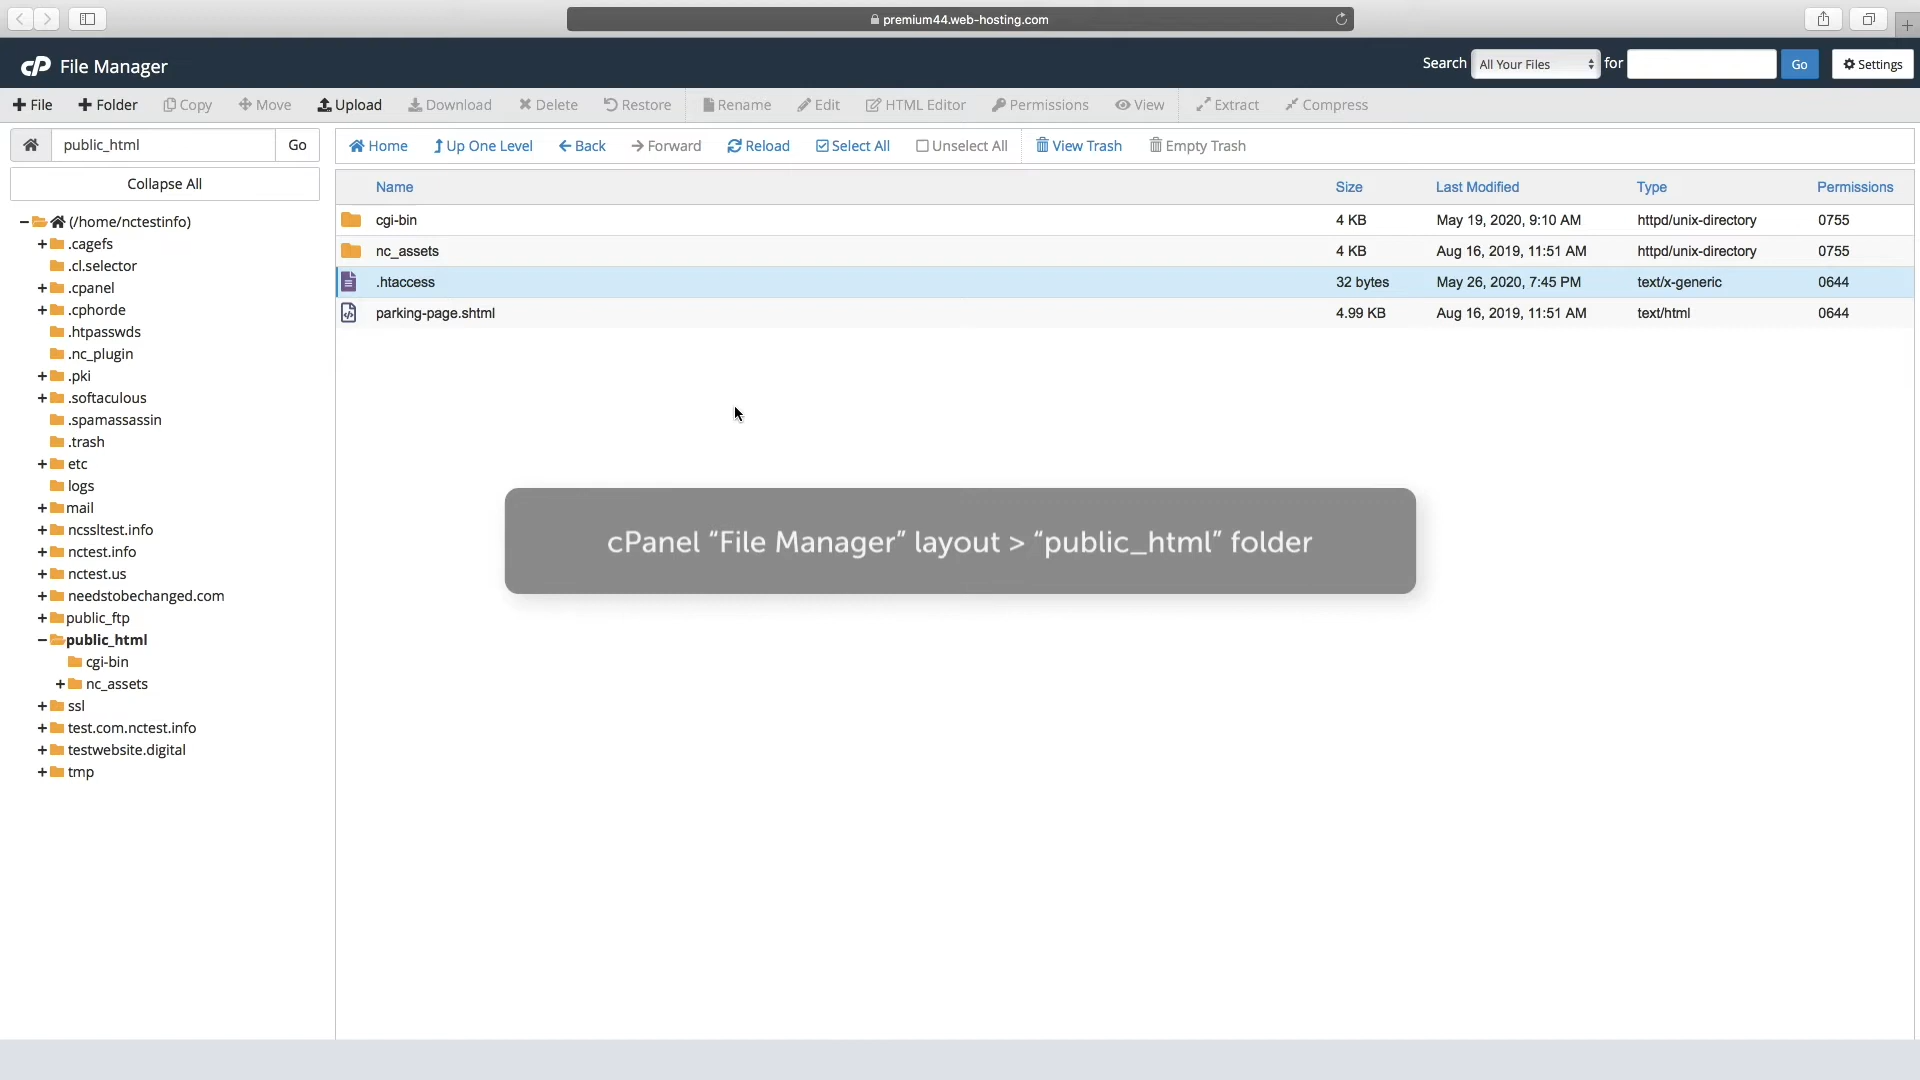 premium44.web-hosting.com
cP File Manager
Search All Your Files for Go Settings
File Folder Copy Move Upload Download Delete Restore Rename Edit HTML Editor Permissions View Extract Compress
public_html Go
Home Up One Level Back Forward Reload Select All Unselect All View Trash Empty Trash
Collapse All
(/home/nctestinfo)
.cagefs
.cl.selector
.cpanel
.cphorde
.htpasswds
.nc_plugin
.pki
.softaculous
.spamassassin
.trash
etc
logs
mail
ncssltest.info
nctest.info
nctest.us
needstobechanged.com
public_ftp
public_html
cgi-bin
nc_assets
ssl
test.com.nctest.info
testwebsite.digital
tmp
Name Size Last Modified Type Permissions
cgi-bin 4 KB May 19, 2020, 9:10 AM httpd/unix-directory 0755
nc_assets 4 KB Aug 16, 2019, 11:51 AM httpd/unix-directory 0755
.htaccess 32 bytes May 26, 2020, 7:45 PM text/x-generic 0644
parking-page.shtml 4.99 KB Aug 16, 2019, 11:51 AM text/html 0644
cPanel “File Manager” layout > “public_html” folder